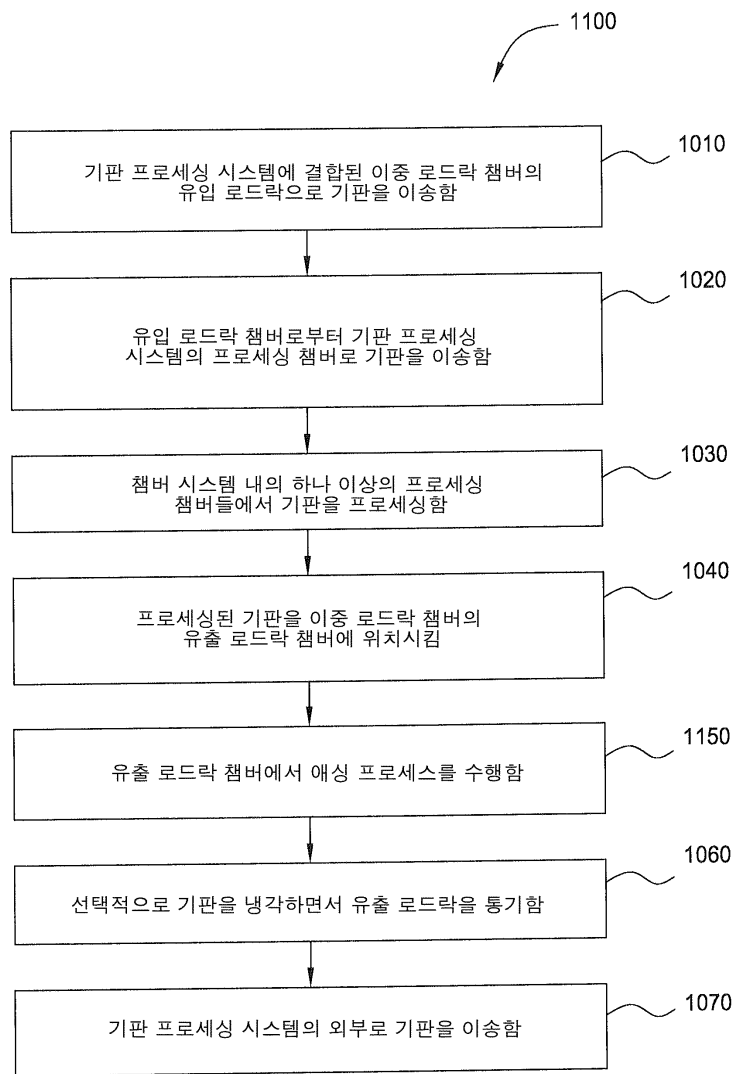 1100
기판 프로세싱 시스템에 결합된 이중 로드락 챔버의
유입 로드락으로 기판을 이송함
1010
유입 로드락 챔버로부터 기판 프로세싱
시스템의 프로세싱 챔버로 기판을 이송함
1020
챔버 시스템 내의 하나 이상의 프로세싱
챔버들에서 기판을 프로세싱함
1030
프로세싱된 기판을 이중 로드락 챔버의
유출 로드락 챔버에 위치시킴
1040
유출 로드락 챔버에서 애싱 프로세스를 수행함
1150
선택적으로 기판을 냉각하면서 유출 로드락을 통기함
1060
기판 프로세싱 시스템의 외부로 기판을 이송함
1070